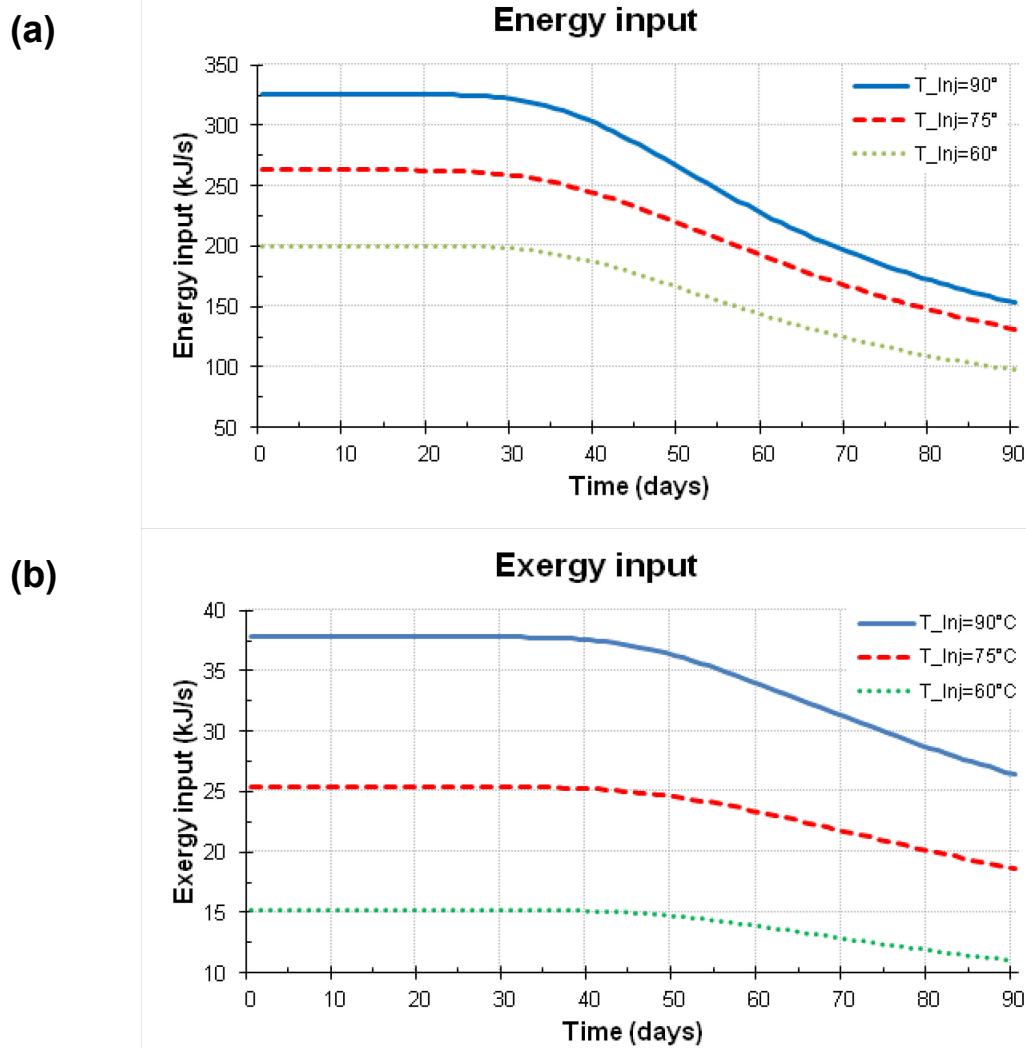 (a)
Energy input
Energy input (kJ/s)
350
300
250
200
150
100
50
T_Inj=90°
T_Inj=75°
T_Inj=60°
0 10 20 30 40 50 60 70 80 90
Time (days)
(b)
Exergy input
Exergy input (kJ/s)
40
35
30
25
20
15
10
T_Inj=90°C
T_Inj=75°C
T_Inj=60°C
0 10 20 30 40 50 60 70 80 90
Time (days)